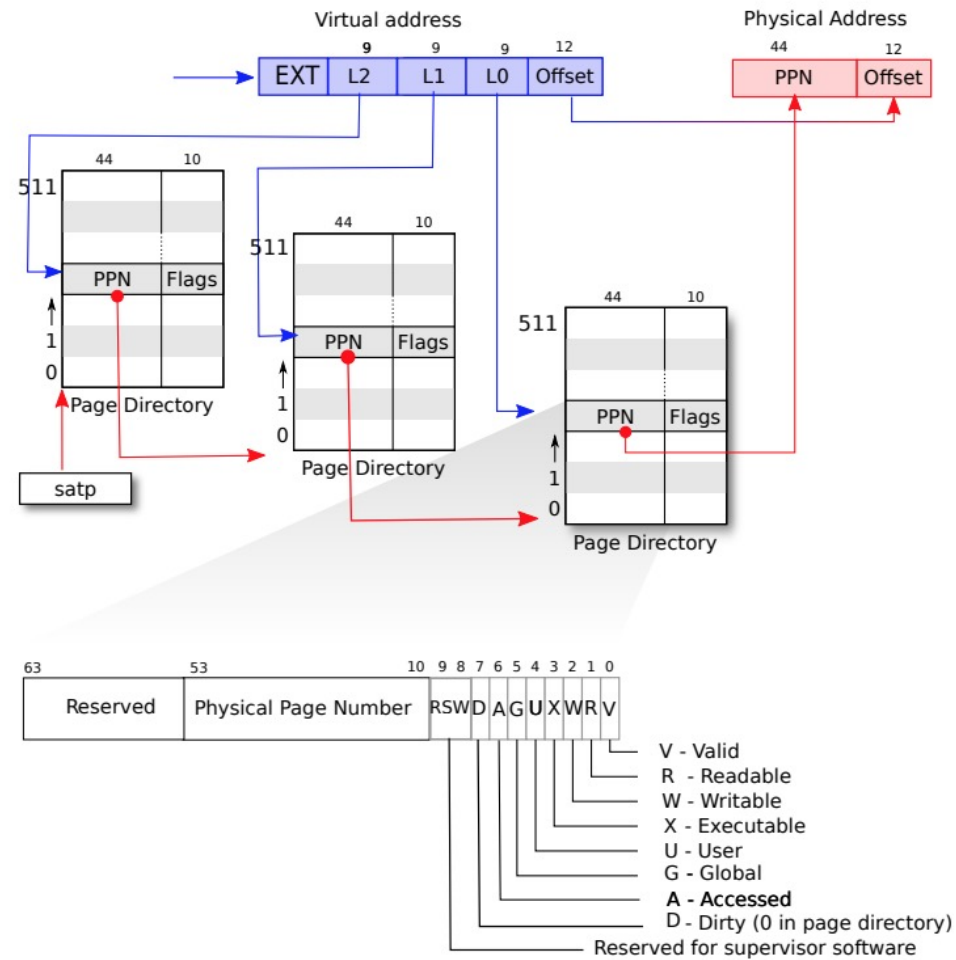 Virtual address
Physical Address
9 9 9 12
44 12
EXT L2 L1 L0 Offset
PPN Offset
44 10
511
PPN Flags
1
0
Page Directory
satp
44 10
511
PPN Flags
1
0
Page Directory
44 10
511
PPN Flags
1
0
Page Directory
63 53 10 9 8 7 6 5 4 3 2 1 0
Reserved Physical Page Number RSW D A G U X W R V
V - Valid
R - Readable
W - Writable
X - Executable
U - User
G - Global
A - Accessed
D - Dirty (0 in page directory)
Reserved for supervisor software